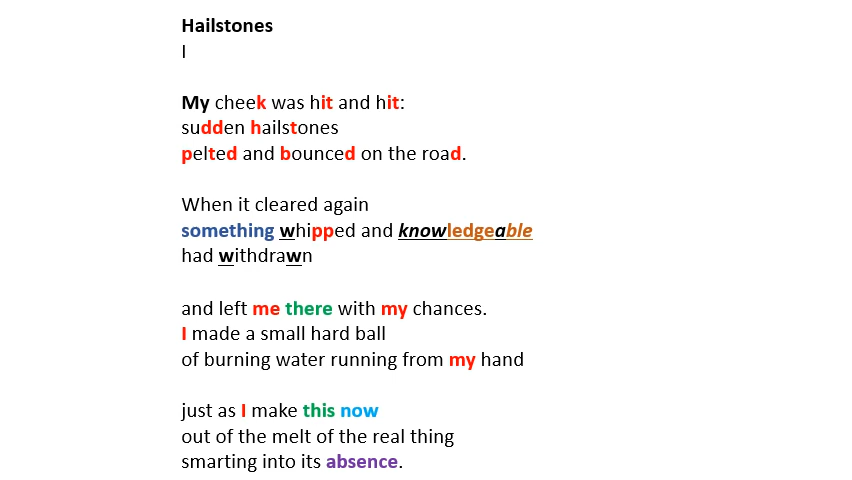 Hailstones
I
My cheek was hit and hit:
sudden hailstones
pelted and bounced on the road.
When it cleared again
something whipped and knowledgeable
had withdrawn
and left me there with my chances.
I made a small hard ball
of burning water running from my hand
just as I make this now
out of the melt of the real thing
smarting into its absence.